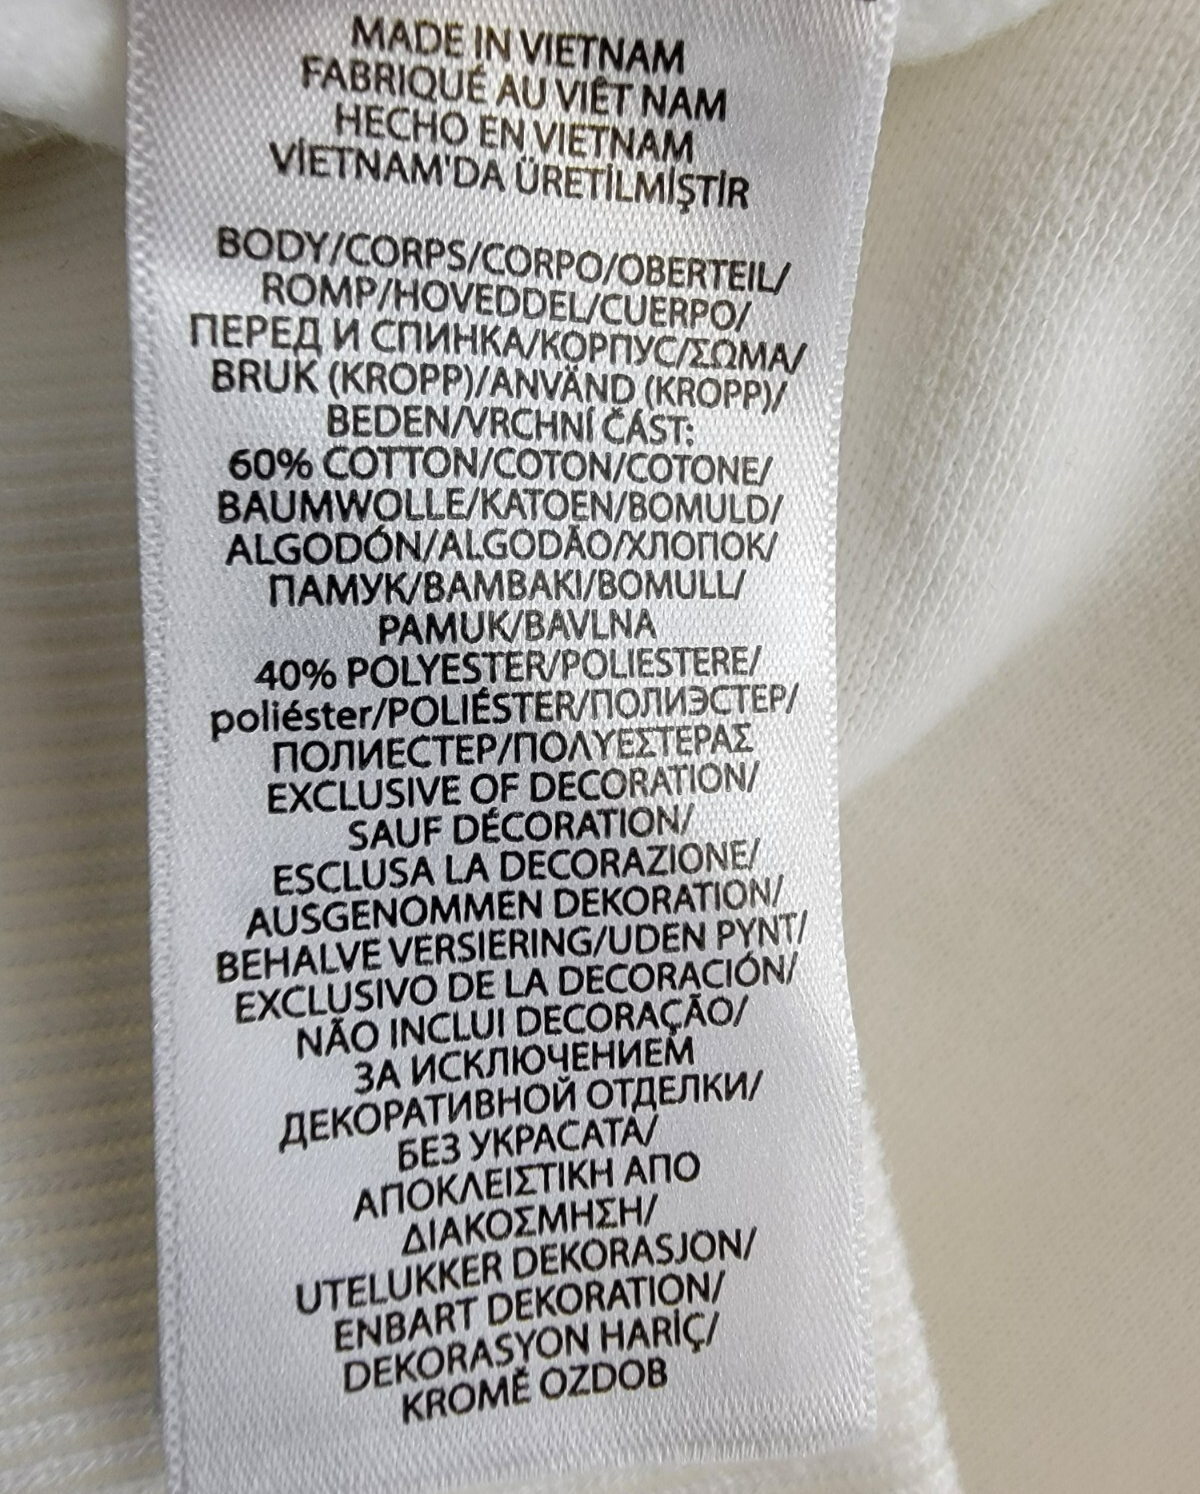 MADE IN VIETNAM
FABRIQUÉ AU VIÊT NAM
HECHO EN VIETNAM
VİETNAM'DA ÜRETİLMİŞTİR
BODY/CORPS/CORPO/OBERTEIL/
ROMP/HOVEDDEL/CUERPO/
ПЕРЕД И СПИНКА/КОРПУС/ΣΩΜΑ/
BRUK (KROPP)/ANVÄND (KROPP)/
BEDEN/VRCHNÍ ČÁST:
60% COTTON/COTON/COTONE/
BAUMWOLLE/KATOEN/BOMULD/
ALGODÓN/ALGODÃO/ХЛОПОК/
ПАМУК/ΒΑΜΒΑΚΙ/BOMULL/
PAMUK/BAVLNA
40% POLYESTER/POLIESTERE/
poliéster/POLIÉSTER/ПОЛИЭСТЕР/
ПОЛИЕСТЕР/ΠΟΛΥΕΣΤΕΡΑΣ
EXCLUSIVE OF DECORATION/
SAUF DÉCORATION/
ESCLUSA LA DECORAZIONE/
AUSGENOMMEN DEKORATION/
BEHALVE VERSIERING/UDEN PYNT/
EXCLUSIVO DE LA DECORACIÓN/
NÃO INCLUI DECORAÇÃO/
ЗА ИСКЛЮЧЕНИЕМ
ДЕКОРАТИВНОЙ ОТДЕЛКИ/
БЕЗ УКРАСАТА/
ΑΠΟΚΛΕΙΣΤΙΚΗ ΑΠΟ
ΔΙΑΚΟΣΜΗΣΗ/
UTELUKKER DEKORASJON/
ENBART DEKORATION/
DEKORASYON HARİÇ/
KROMĚ OZDOB